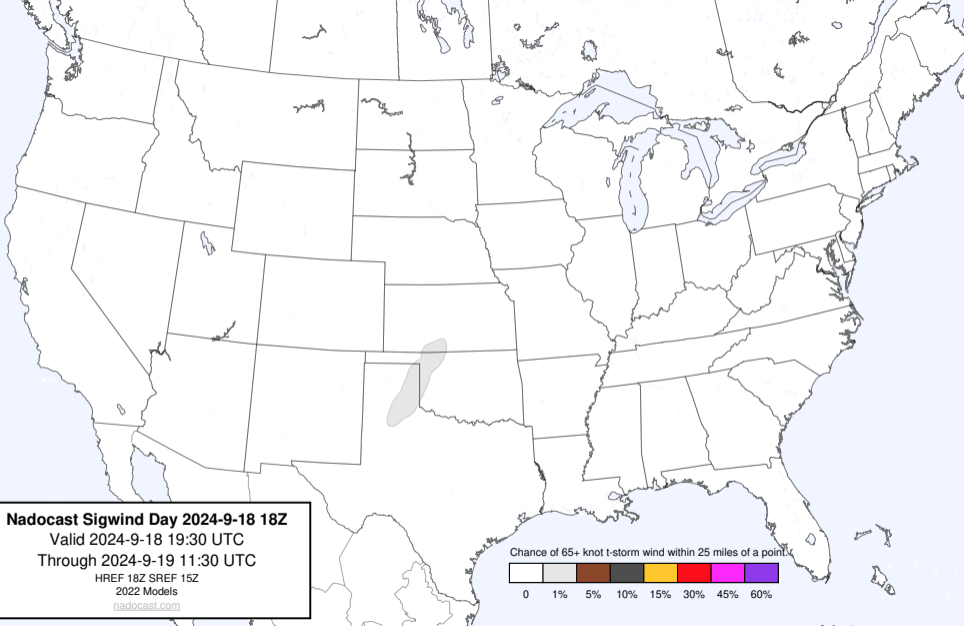 Nadocast Sigwind Day 2024-9-18 18Z
Valid 2024-9-18 19:30 UTC
Through 2024-9-19 11:30 UTC
HREF 18Z SREF 15Z
2022 Models
nadocast.com
Chance of 65+ knot t-storm wind within 25 miles of a point.
0 1% 5% 10% 15% 30% 45% 60%